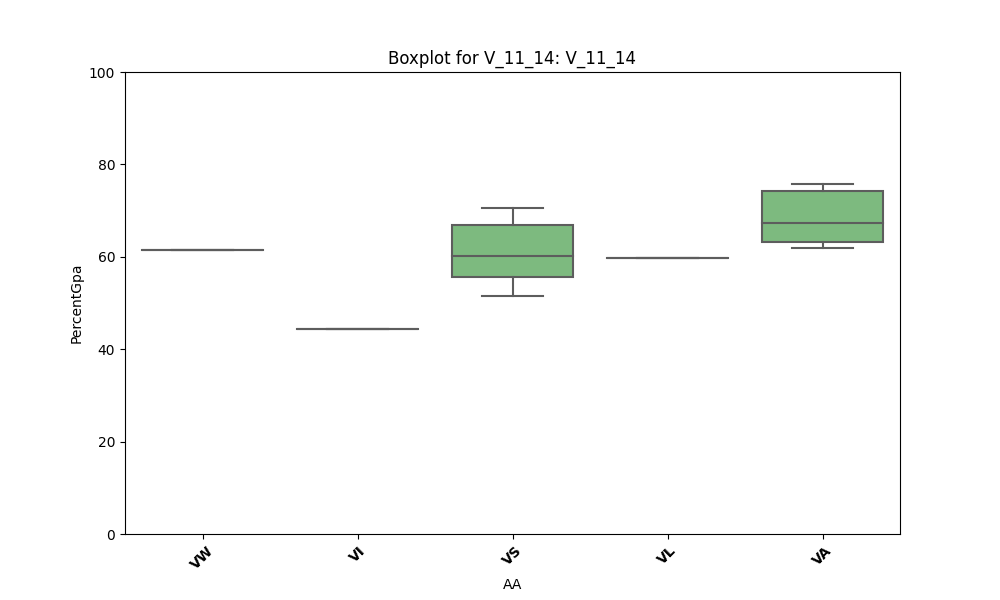 Boxplot for V_11_14: V_11_14
100
80
60
40
20
0
PercentGpa
VW
VI
VS
VL
VA
AA